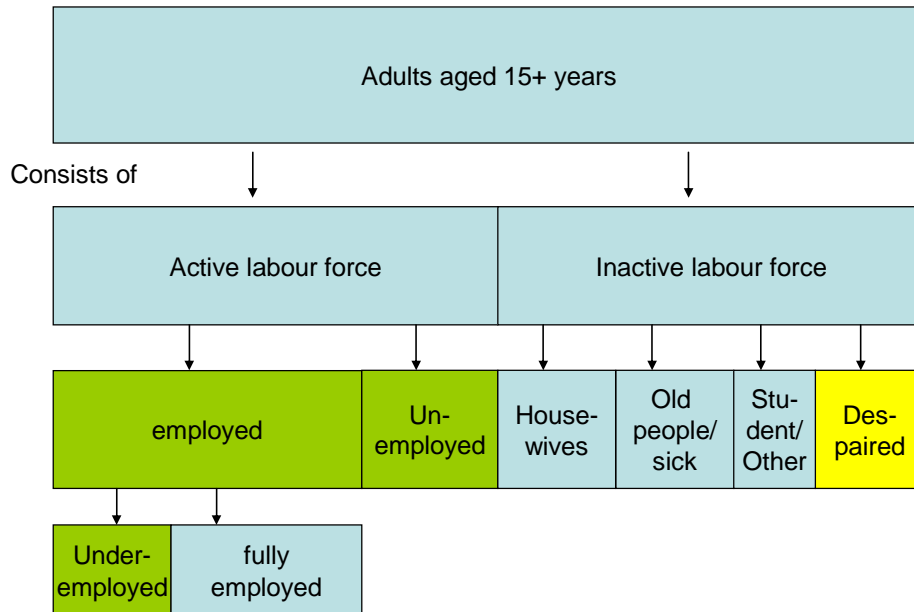 Adults aged 15+ years
Consists of
Active labour force
Inactive labour force
employed
Un-
employed
House-
wives
Old
people/
sick
Stu-
dent/
Other
Des-
paired
Under-
employed
fully
employed